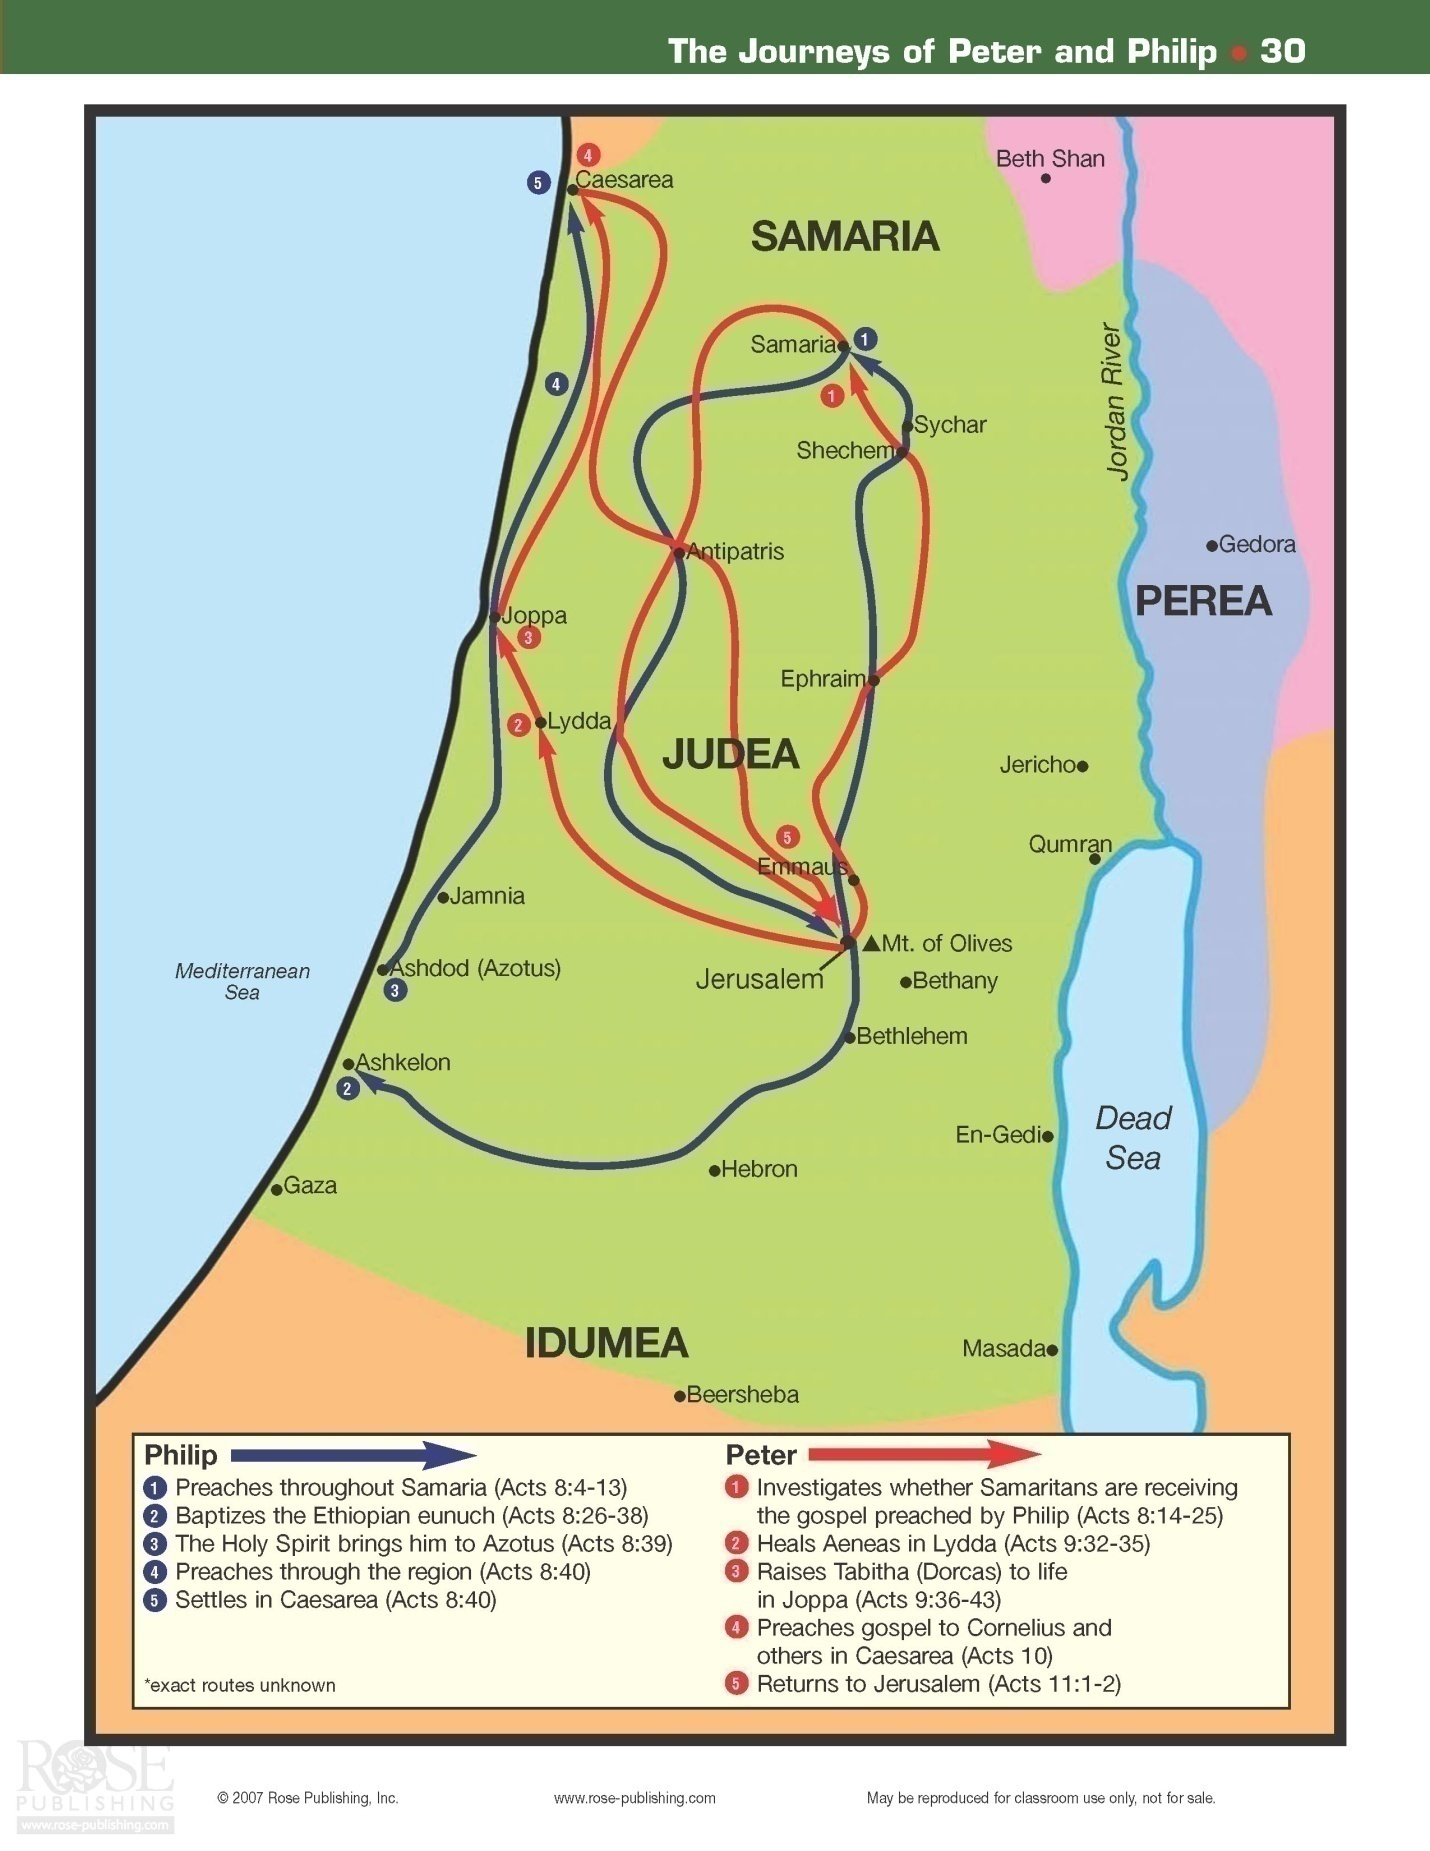 The Journeys of Peter and Philip • 30
4
5
Caesarea
Beth Shan
SAMARIA
Samaria
1
4
1
Jordan River
Sychar
Shechem
Gedora
Antipatris
PEREA
Joppa
3
Ephraim
2
Lydda
JUDEA
Jericho
5
Qumran
Emmaus
Jamnia
Mt. of Olives
Mediterranean
Sea
Ashdod (Azotus)
3
Jerusalem
Bethany
Bethlehem
Ashkelon
2
Dead
Sea
En-Gedi
Hebron
Gaza
IDUMEA
Masada
Beersheba
Philip
1 Preaches throughout Samaria (Acts 8:4-13)
2 Baptizes the Ethiopian eunuch (Acts 8:26-38)
3 The Holy Spirit brings him to Azotus (Acts 8:39)
4 Preaches through the region (Acts 8:40)
5 Settles in Caesarea (Acts 8:40)
*exact routes unknown
Peter
1 Investigates whether Samaritans are receiving
the gospel preached by Philip (Acts 8:14-25)
2 Heals Aeneas in Lydda (Acts 9:32-35)
3 Raises Tabitha (Dorcas) to life
in Joppa (Acts 9:36-43)
4 Preaches gospel to Cornelius and
others in Caesarea (Acts 10)
5 Returns to Jerusalem (Acts 11:1-2)
ROSE
PUBLISHING
www.rose-publishing.com
© 2007 Rose Publishing, Inc.
www.rose-publishing.com
May be reproduced for classroom use only, not for sale.